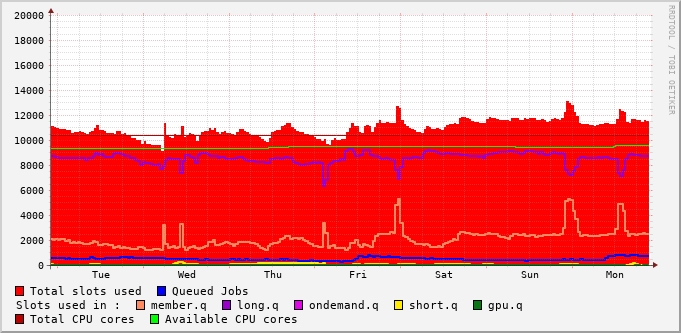 20000
18000
16000
14000
12000
10000
8000
6000
4000
2000
0
Tue Wed Thu Fri Sat Sun Mon
RRDTOOL / TOBI OETIKER
Total slots used Queued Jobs
Slots used in : member.q long.q ondemand.q short.q gpu.q
Total CPU cores Available CPU cores